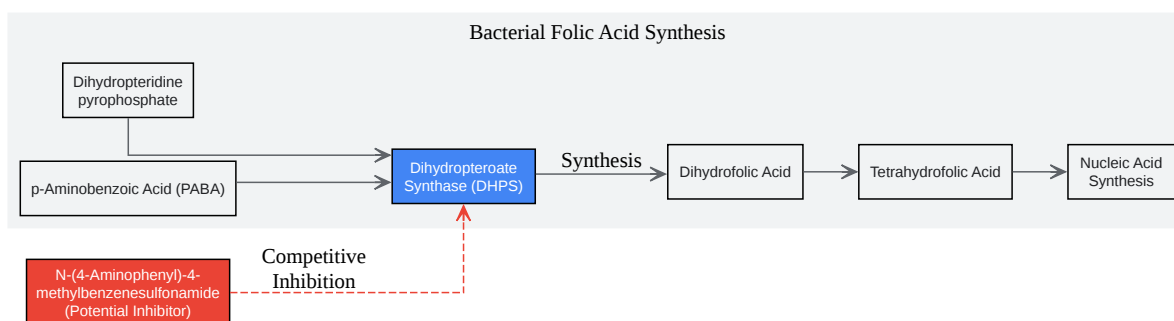 Bacterial Folic Acid Synthesis
Dihydropteridine
pyrophosphate
p-Aminobenzoic Acid (PABA)
Dihydropteroate
Synthase (DHPS)
Synthesis
Dihydrofolic Acid
Tetrahydrofolic Acid
Nucleic Acid
Synthesis
N-(4-Aminophenyl)-4-
methylbenzenesulfonamide
(Potential Inhibitor)
Competitive
Inhibition